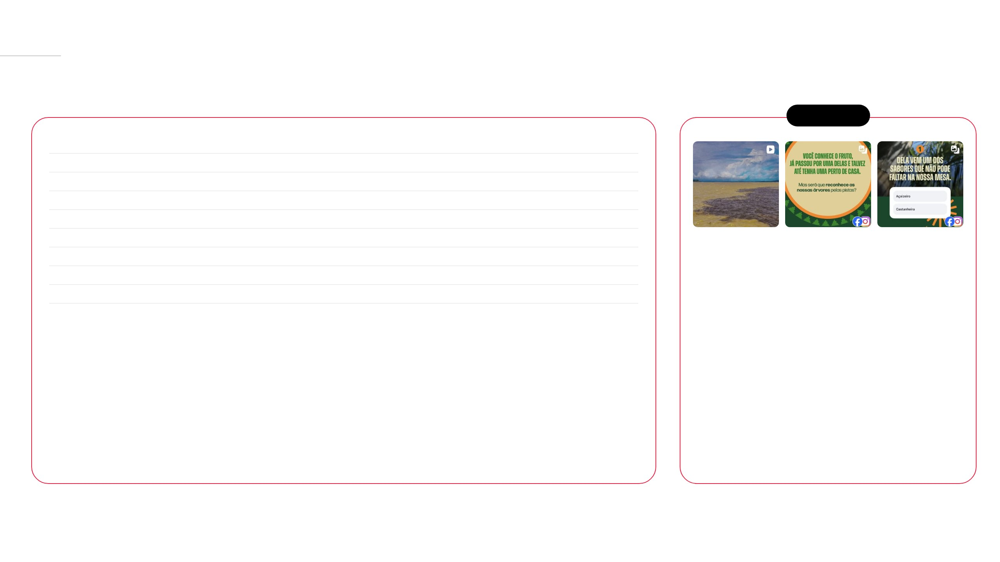 VOCÊ CONHECE O FRUTO,
JÁ PASSOU POR UMA DELAS E TALVEZ
ATÉ TENHA UMA PERTO DE CASA.
Mas será que reconhece as
nossas árvores pelas pistas?
1
DELA VEM UM DOS
SABORES QUE NÃO PODE
FALTAR NA NOSSA MESA.
Açaizeiro
Castanheira